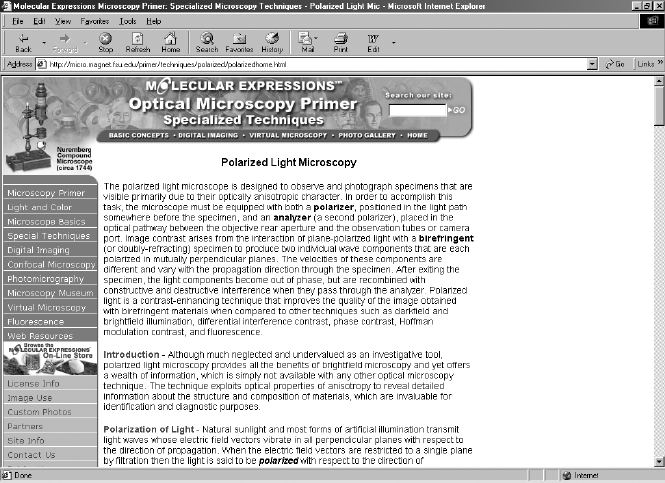 Molecular Expressions Microscopy Primer: Specialized Microscopy Techniques - Polarized Light Mic - Microsoft Internet Explorer
File Edit View Favorites Tools Help
Back Forward Stop Refresh Home Search Favorites History Mail Print Edit
Address http://micro.magnet.fsu.edu/primer/techniques/polarized/polarizedhome.html Go Links »
MOLECULAR EXPRESSIONS™
Optical Microscopy Primer
Specialized Techniques
Search our site:
GO
BASIC CONCEPTS • DIGITAL IMAGING • VIRTUAL MICROSCOPY • PHOTO GALLERY • HOME
Nuremberg
Compound
Microscope
(circa 1744)
Microscopy Primer
Light and Color
Microscope Basics
Special Techniques
Digital Imaging
Confocal Microscopy
Photomicrography
Microscopy Museum
Virtual Microscopy
Fluorescence
Web Resources
Browse the
MOLECULAR EXPRESSIONS
On-Line Store
License Info
Image Use
Custom Photos
Partners
Site Info
Contact Us
Polarized Light Microscopy
The polarized light microscope is designed to observe and photograph specimens that are
visible primarily due to their optically anisotropic character. In order to accomplish this
task, the microscope must be equipped with both a polarizer, positioned in the light path
somewhere before the specimen, and an analyzer (a second polarizer), placed in the
optical pathway between the objective rear aperture and the observation tubes or camera
port. Image contrast arises from the interaction of plane-polarized light with a birefringent
(or doubly-refracting) specimen to produce two individual wave components that are each
polarized in mutually perpendicular planes. The velocities of these components are
different and vary with the propagation direction through the specimen. After exiting the
specimen, the light components become out of phase, but are recombined with
constructive and destructive interference when they pass through the analyzer. Polarized
light is a contrast-enhancing technique that improves the quality of the image obtained
with birefringent materials when compared to other techniques such as darkfield and
brightfield illumination, differential interference contrast, phase contrast, Hoffman
modulation contrast, and fluorescence.
Introduction - Although much neglected and undervalued as an investigative tool,
polarized light microscopy provides all the benefits of brightfield microscopy and yet offers
a wealth of information, which is simply not available with any other optical microscopy
technique. The technique exploits optical properties of anisotropy to reveal detailed
information about the structure and composition of materials, which are invaluable for
identification and diagnostic purposes.
Polarization of Light - Natural sunlight and most forms of artificial illumination transmit
light waves whose electric field vectors vibrate in all perpendicular planes with respect to
the direction of propagation. When the electric field vectors are restricted to a single plane
by filtration then the light is said to be polarized with respect to the direction of
Done Internet